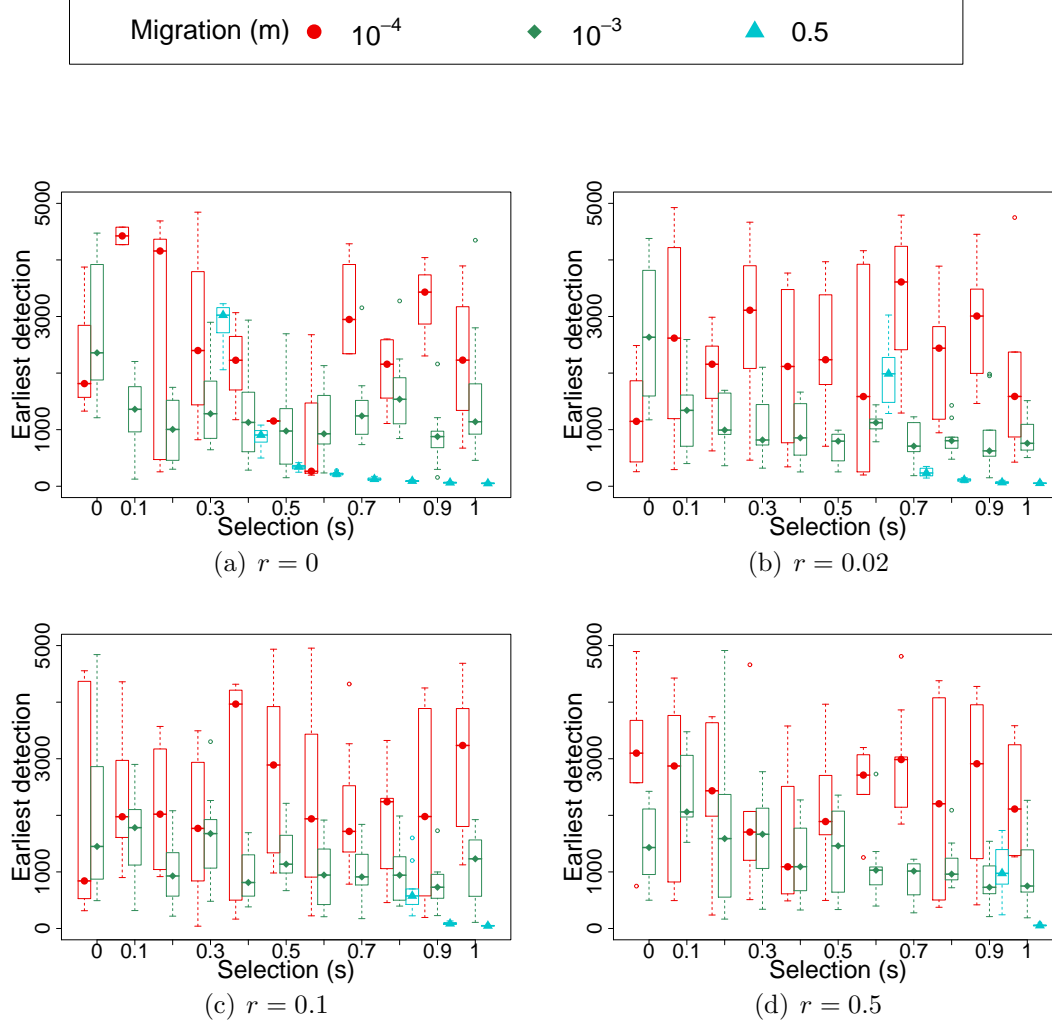 Migration (m) 10⁻⁴ 10⁻³ 0.5
Earliest detection
0 1000 3000 5000
0 0.1 0.3 0.5 0.7 0.9 1
Selection (s)
(a) r = 0
Earliest detection
0 1000 3000 5000
0 0.1 0.3 0.5 0.7 0.9 1
Selection (s)
(b) r = 0.02
Earliest detection
0 1000 3000 5000
0 0.1 0.3 0.5 0.7 0.9 1
Selection (s)
(c) r = 0.1
Earliest detection
0 1000 3000 5000
0 0.1 0.3 0.5 0.7 0.9 1
Selection (s)
(d) r = 0.5